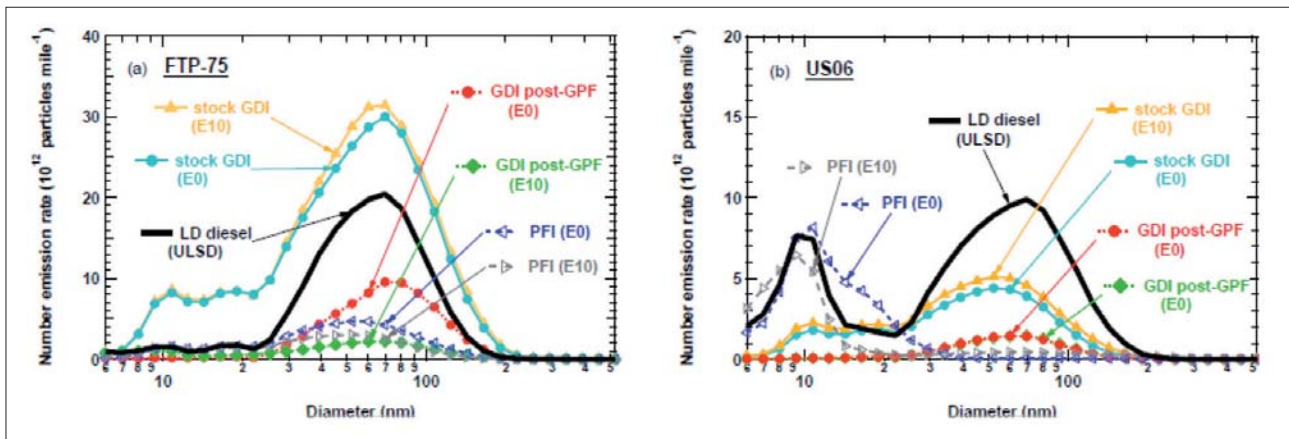 Number emission rate (10¹² particles mile⁻¹)
40
30
20
10
0
(a) FTP-75
stock GDI
(E10)
stock GDI
(E0)
LD diesel
(ULSD)
GDI post-GPF
(E0)
GDI post-GPF
(E10)
PFI (E0)
PFI (E10)
6 7 8 9 2 3 4 5 6 7 8 9 2 3 4 5
10 100
Diameter (nm)
Number emission rate (10¹² particles mile⁻¹)
20
15
10
5
0
(b) US06
LD diesel
(ULSD)
PFI (E10)
PFI (E0)
stock GDI
(E10)
stock GDI
(E0)
GDI post-GPF
(E0)
GDI post-GPF
(E0)
6 7 8 9 2 3 4 5 6 7 8 9 2 3 4 5
10 100
Diameter (nm)